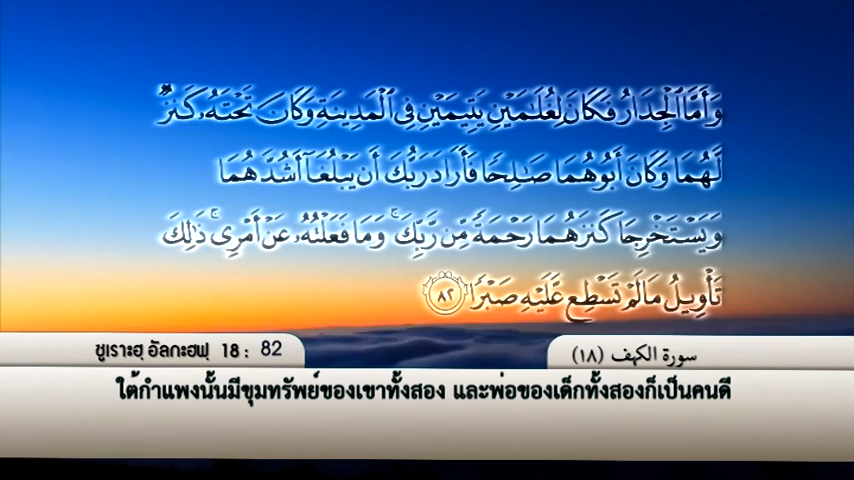 وَأَمَّا ٱلْجِدَارُ فَكَانَ لِغُلَٰمَيْنِ يَتِيمَيْنِ فِى ٱلْمَدِينَةِ وَكَانَ تَحْتَهُۥ كَنزٌ
لَّهُمَا وَكَانَ أَبُوهُمَا صَٰلِحًا فَأَرَادَ رَبُّكَ أَن يَبْلُغَآ أَشُدَّهُمَا
وَيَسْتَخْرِجَا كَنزَهُمَا رَحْمَةً مِّن رَّبِّكَ ۚ وَمَا فَعَلْتُهُۥ عَنْ أَمْرِى ۚ ذَٰلِكَ
تَأْوِيلُ مَا لَمْ تَسْطِع عَّلَيْهِ صَبْرًا ٨٢
ซูเราะฮฺ อัลกะฮฟฺ 18 : 82
سورة الكهف (١٨)
ใต้กำแพงนั้นมีขุมทรัพย์ของเขาทั้งสอง และพ่อของเด็กทั้งสองก็เป็นคนดี